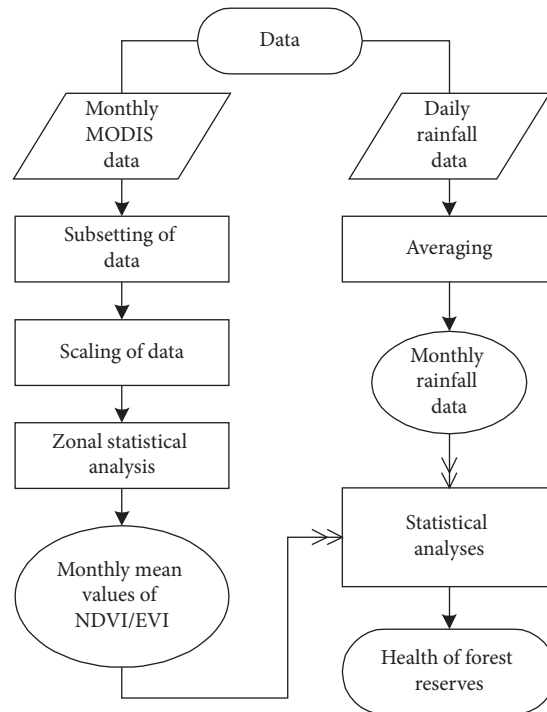 Data
Monthly
MODIS
data
Daily
rainfall
data
Subsetting of
data
Averaging
Scaling of data
Monthly
rainfall
data
Zonal statistical
analysis
Statistical
analyses
Monthly mean
values of
NDVI/EVI
Health of forest
reserves